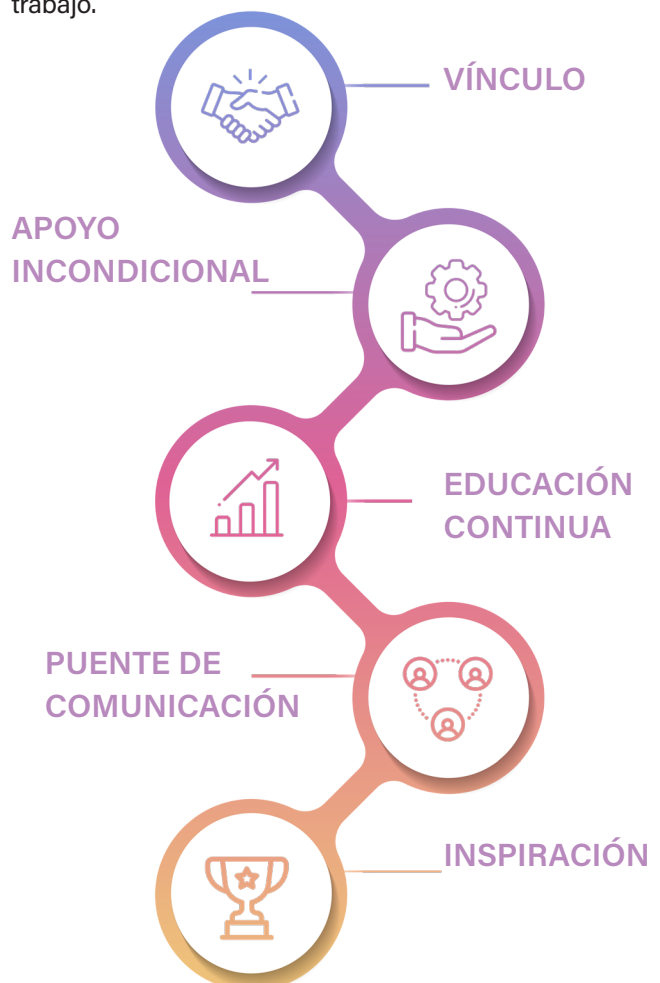 trabajo.
VÍNCULO
APOYO
INCONDICIONAL
EDUCACIÓN
CONTINUA
PUENTE DE
COMUNICACIÓN
INSPIRACIÓN